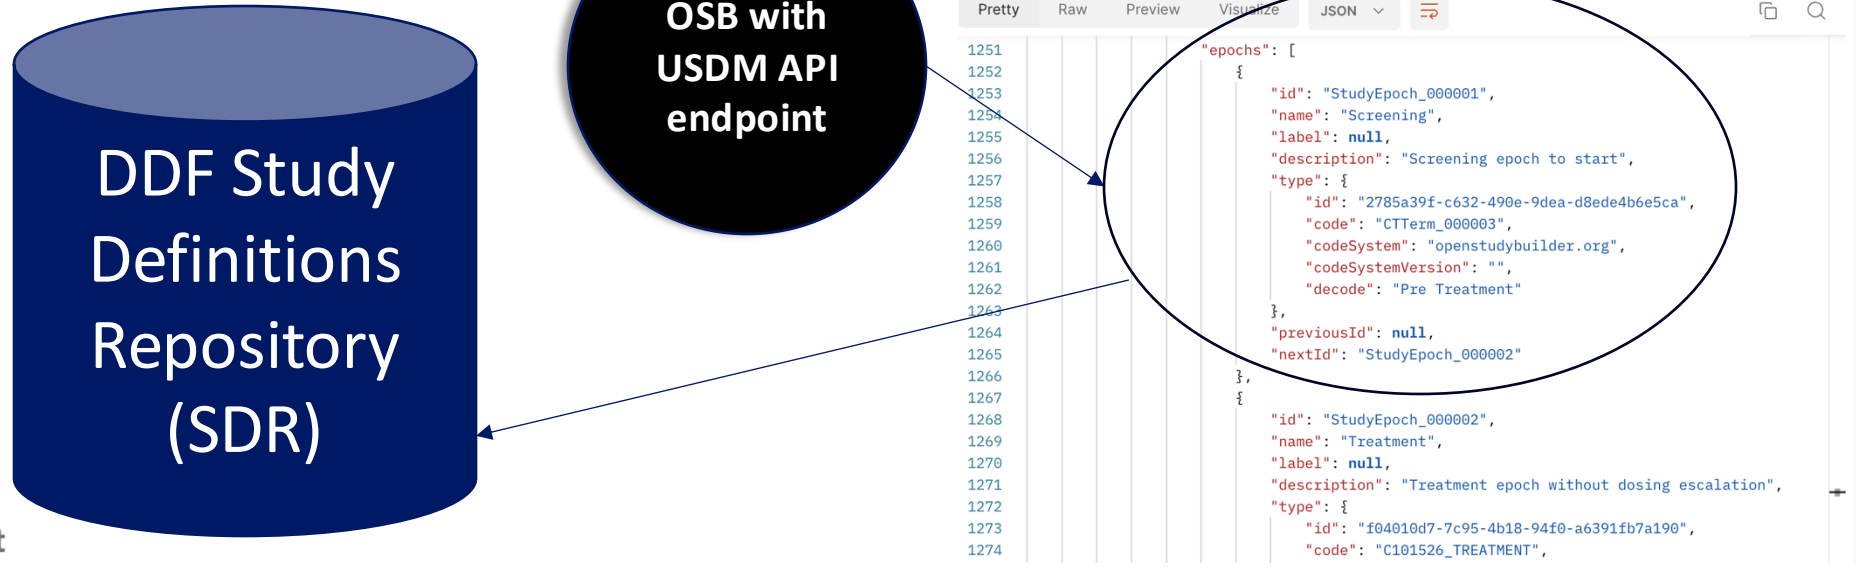 DDF Study
Definitions
Repository
(SDR)
OSB with
USDM API
endpoint
Pretty Raw Preview Visualize JSON
1251 "epochs": [
1252 {
1253 "id": "StudyEpoch_000001",
1254 "name": "Screening",
1255 "label": null,
1256 "description": "Screening epoch to start",
1257 "type": {
1258 "id": "2785a39f-c632-490e-9dea-d8ede4b6e5ca",
1259 "code": "CTTerm_000003",
1260 "codeSystem": "openstudybuilder.org",
1261 "codeSystemVersion": "",
1262 "decode": "Pre Treatment"
1263 },
1264 "previousId": null,
1265 "nextId": "StudyEpoch_000002"
1266 },
1267 {
1268 "id": "StudyEpoch_000002",
1269 "name": "Treatment",
1270 "label": null,
1271 "description": "Treatment epoch without dosing escalation",
1272 "type": {
1273 "id": "f04010d7-7c95-4b18-94f0-a6391fb7a190",
1274 "code": "C101526_TREATMENT",